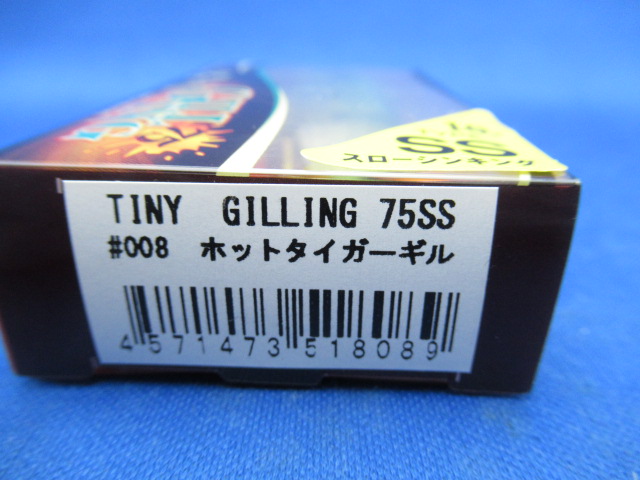 75
SS
スローシンキング
TINY GILLING 75SS
#008 ホットタイガーギル
4571473518089